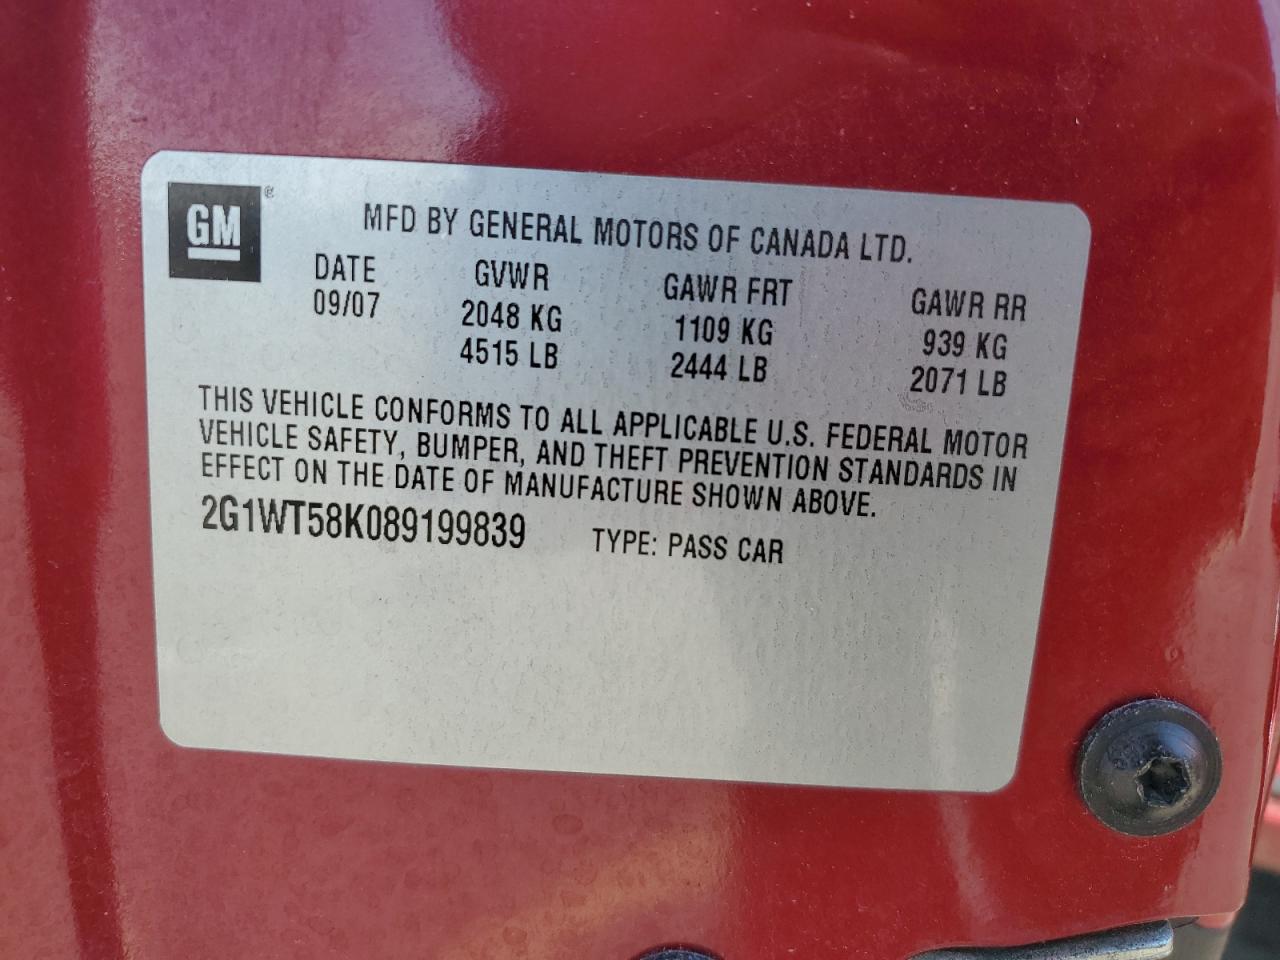 GM®
MFD BY GENERAL MOTORS OF CANADA LTD.
DATE GVWR GAWR FRT GAWR RR
09/07 2048 KG 1109 KG 939 KG
4515 LB 2444 LB 2071 LB
THIS VEHICLE CONFORMS TO ALL APPLICABLE U.S. FEDERAL MOTOR
VEHICLE SAFETY, BUMPER, AND THEFT PREVENTION STANDARDS IN
EFFECT ON THE DATE OF MANUFACTURE SHOWN ABOVE.
2G1WT58K089199839 TYPE: PASS CAR